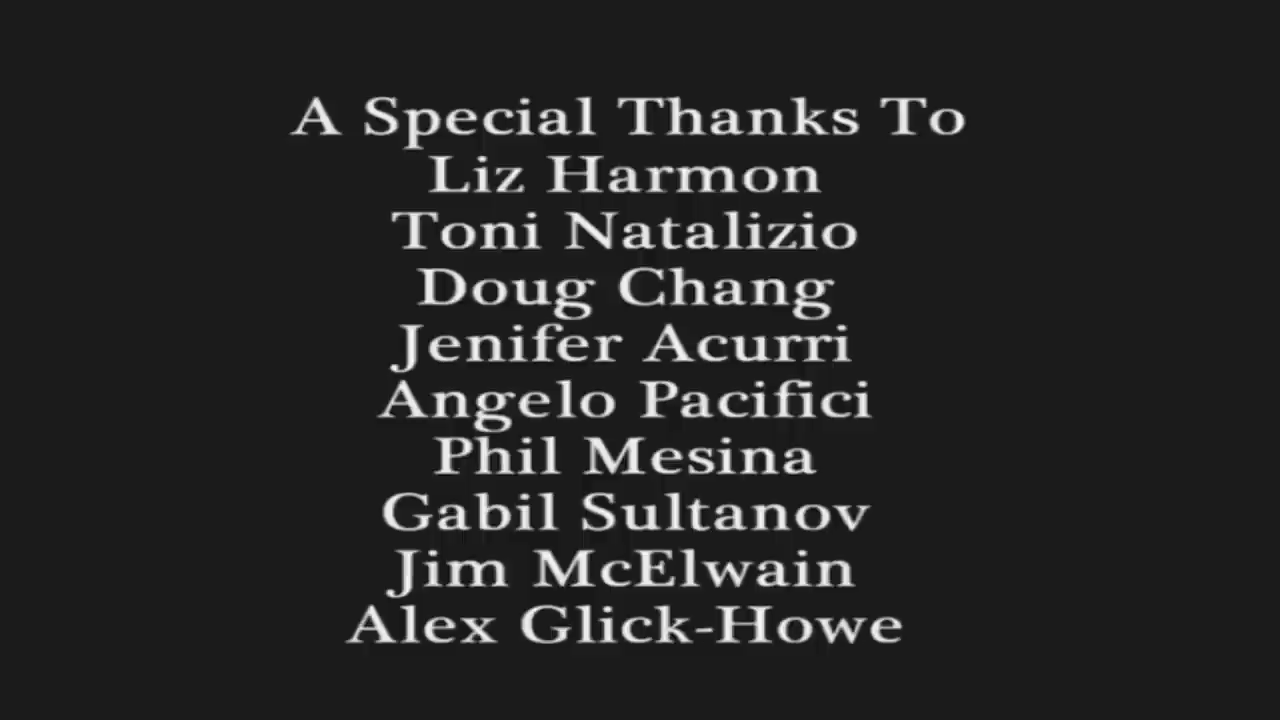 A Special Thanks To
Liz Harmon
Toni Natalizio
Doug Chang
Jenifer Acurri
Angelo Pacifici
Phil Mesina
Gabil Sultanov
Jim McElwain
Alex Glick-Howe